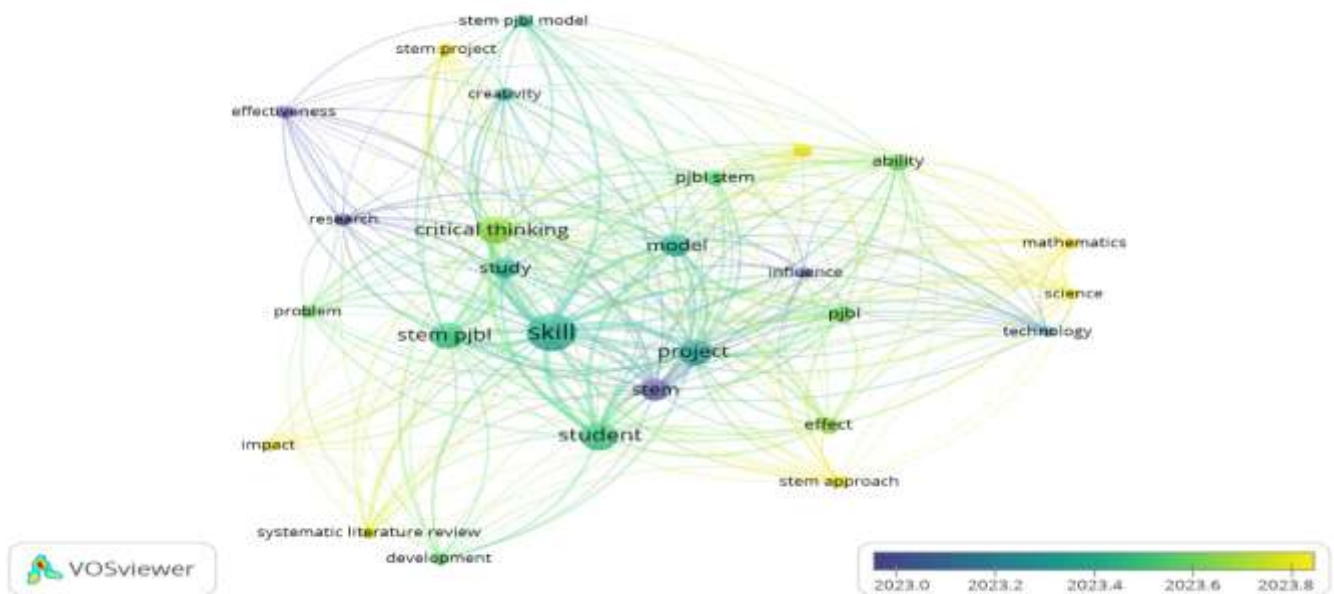 stem pjbl model
stem project
creativity
effectiveness
ability
pjbl stem
research
critical thinking
model
mathematics
study
influence
science
problem
pjbl
technology
stem pjbl
skill
project
stem
effect
student
impact
stem approach
systematic literature review
development
VOSviewer
2023.0 2023.2 2023.4 2023.6 2023.8